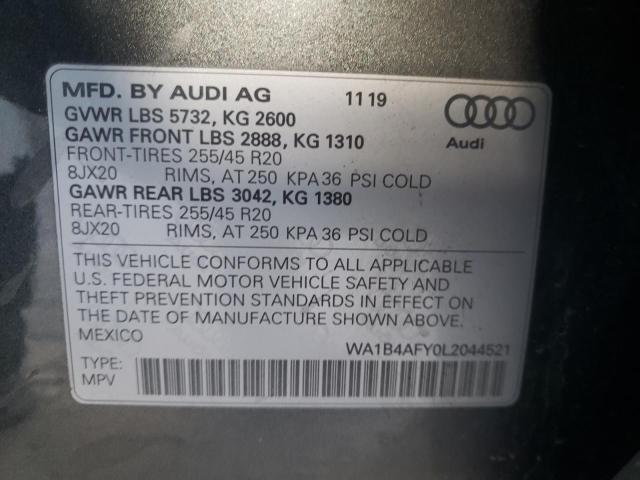 MFD. BY AUDI AG 11 19
GVWR LBS 5732, KG 2600
GAWR FRONT LBS 2888, KG 1310
FRONT-TIRES 255/45 R20
8JX20 RIMS, AT 250 KPA 36 PSI COLD
GAWR REAR LBS 3042, KG 1380
REAR-TIRES 255/45 R20
8JX20 RIMS, AT 250 KPA 36 PSI COLD
Audi
THIS VEHICLE CONFORMS TO ALL APPLICABLE
U.S. FEDERAL MOTOR VEHICLE SAFETY AND
THEFT PREVENTION STANDARDS IN EFFECT ON
THE DATE OF MANUFACTURE SHOWN ABOVE.
MEXICO
WA1B4AFY0L2044521
TYPE:
MPV